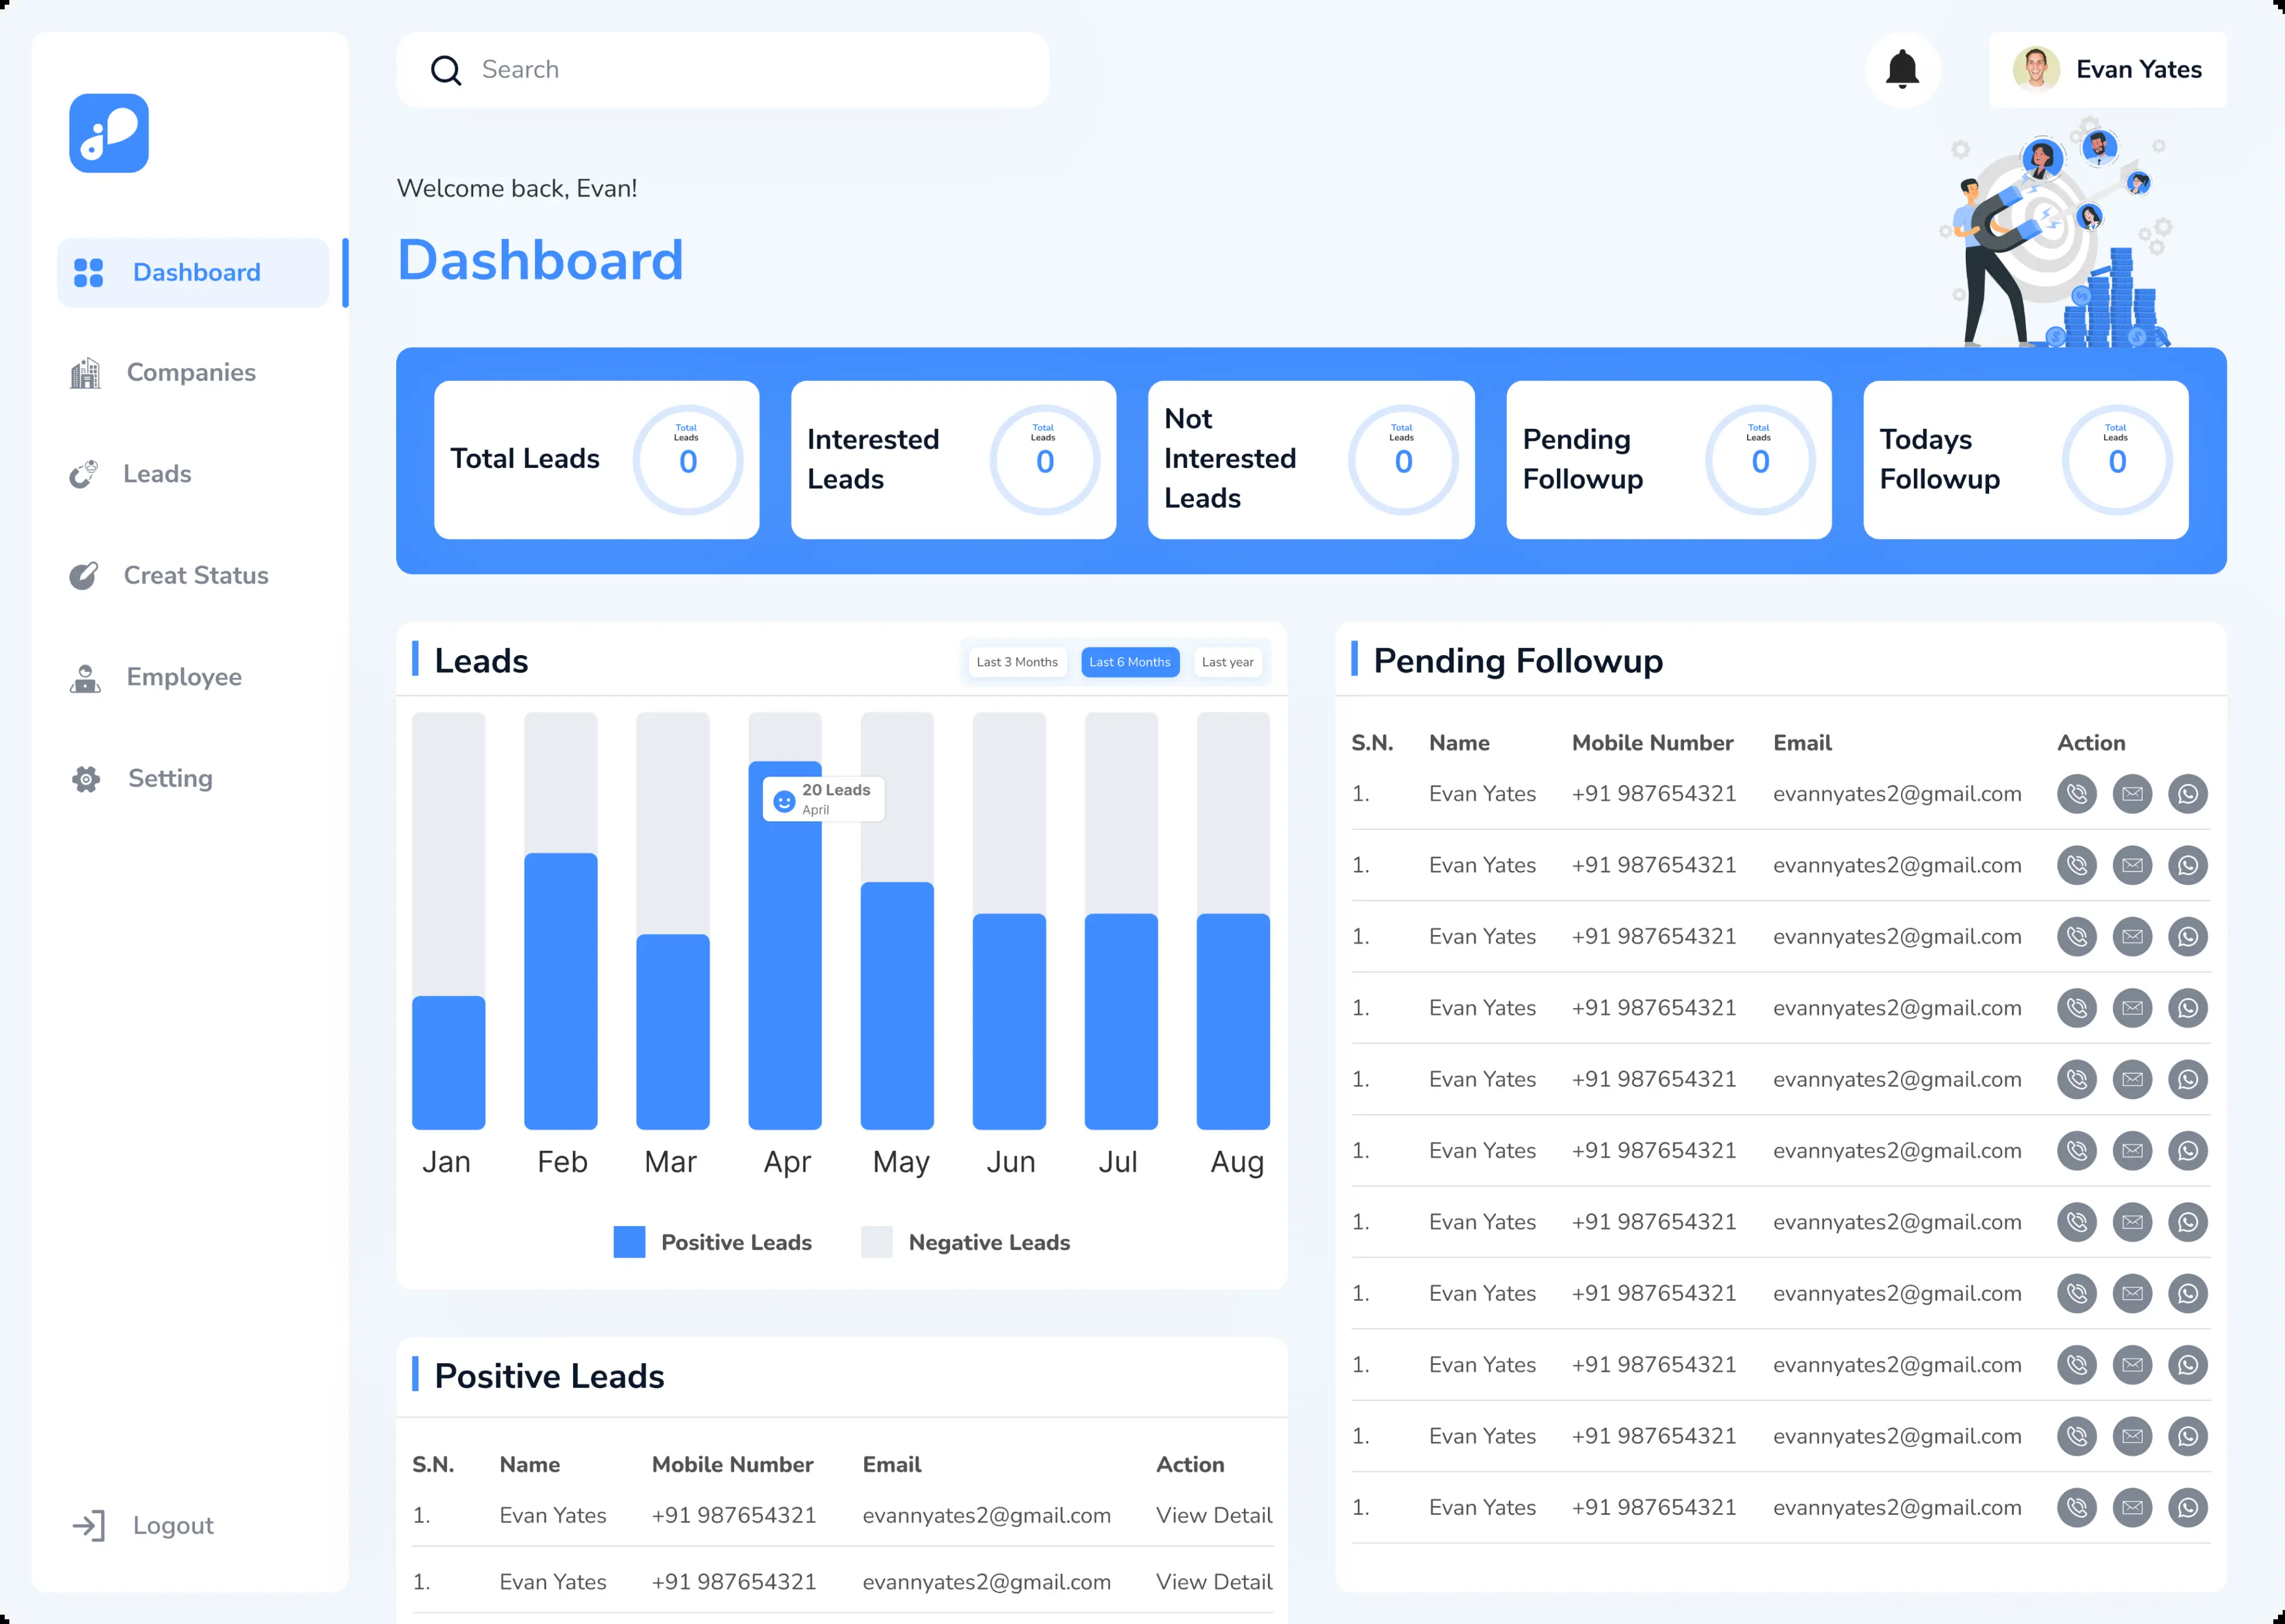 Search
Evan Yates
Welcome back, Evan!
Dashboard
Dashboard
Companies
Leads
Creat Status
Employee
Setting
Logout
Total Leads
Total
Leads
0
Interested
Leads
Total
Leads
0
Not
Interested
Leads
Total
Leads
0
Pending
Followup
Total
Leads
0
Todays
Followup
Total
Leads
0
Leads
Last 3 Months Last 6 Months Last year
20 Leads
April
Jan Feb Mar Apr May Jun Jul Aug
Positive Leads Negative Leads
Positive Leads
S.N. Name Mobile Number Email Action
1. Evan Yates +91 987654321 evannyates2@gmail.com View Detail
1. Evan Yates +91 987654321 evannyates2@gmail.com View Detail
Pending Followup
S.N. Name Mobile Number Email Action
1. Evan Yates +91 987654321 evannyates2@gmail.com
1. Evan Yates +91 987654321 evannyates2@gmail.com
1. Evan Yates +91 987654321 evannyates2@gmail.com
1. Evan Yates +91 987654321 evannyates2@gmail.com
1. Evan Yates +91 987654321 evannyates2@gmail.com
1. Evan Yates +91 987654321 evannyates2@gmail.com
1. Evan Yates +91 987654321 evannyates2@gmail.com
1. Evan Yates +91 987654321 evannyates2@gmail.com
1. Evan Yates +91 987654321 evannyates2@gmail.com
1. Evan Yates +91 987654321 evannyates2@gmail.com
1. Evan Yates +91 987654321 evannyates2@gmail.com